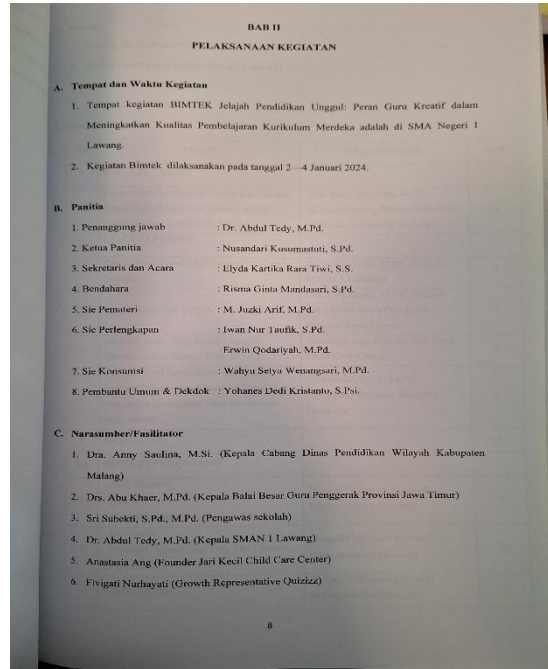 BAB II
PELAKSANAAN KEGIATAN
A. Tempat dan Waktu Kegiatan
1. Tempat kegiatan BIMTEK Jelajah Pendidikan Unggul: Peran Guru Kreatif dalam
Meningkatkan Kualitas Pembelajaran Kurikulum Merdeka adalah di SMA Negeri 1
Lawang.
2. Kegiatan Bimtek dilaksanakan pada tanggal 2 – 4 Januari 2024.
B. Panitia
1. Penanggung jawab : Dr. Abdul Tedy, M.Pd.
2. Ketua Panitia : Nusandari Kusumastuti, S.Pd.
3. Sekretaris dan Acara : Elyda Kartika Rara Tiwi, S.S.
4. Bendahara : Risma Ginta Mandasari, S.Pd.
5. Sie Pemateri : M. Juzki Arif, M.Pd.
6. Sie Perlengkapan : Iwan Nur Taufik, S.Pd.
Erwin Qodariyah, M.Pd.
7. Sie Konsumsi : Wahyu Setya Wenangsari, M.Pd.
8. Pembantu Umum & Dekdok : Yohanes Dedi Kristanto, S.Psi.
C. Narasumber/Fasilitator
1. Dra. Anny Saulina, M.Si. (Kepala Cabang Dinas Pendidikan Wilayah Kabupaten
Malang)
2. Drs. Abu Khaer, M.Pd. (Kepala Balai Besar Guru Penggerak Provinsi Jawa Timur)
3. Sri Subekti, S.Pd., M.Pd. (Pengawas sekolah)
4. Dr. Abdul Tedy, M.Pd. (Kepala SMAN 1 Lawang)
5. Anastasia Ang (Founder Jari Kecil Child Care Center)
6. Fivigati Nurhayati (Growth Representative Quizizz)
8